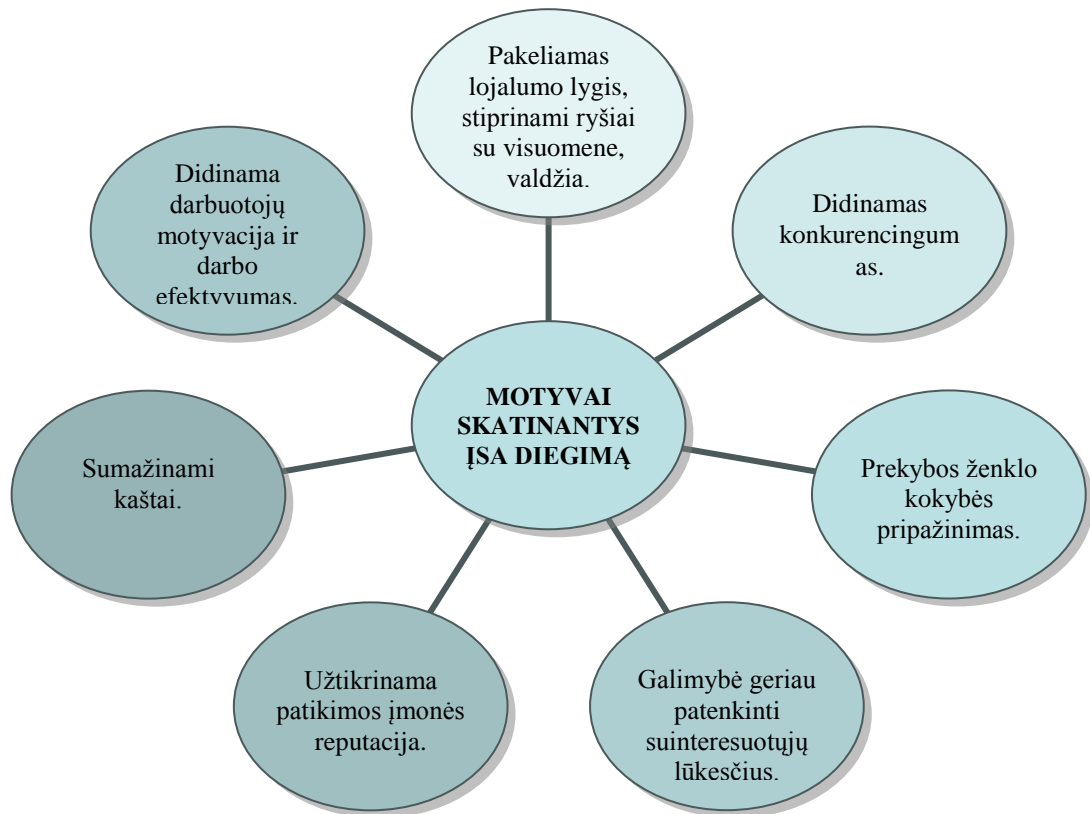 Pakeliamas
lojalumo lygis,
stiprinami ryšiai
su visuomene,
valdžia.
Didinamas
konkurencingum
as.
Prekybos ženklo
kokybės
pripažinimas.
Galimybė geriau
patenkinti
suinteresuotųjų
lūkesčius.
Užtikrinama
patikimos įmonės
reputacija.
Sumažinami
kaštai.
Didinama
darbuotojų
motyvacija ir
darbo
efektyvumas.
MOTYVAI
SKATINANTYS
ĮSA DIEGIMĄ